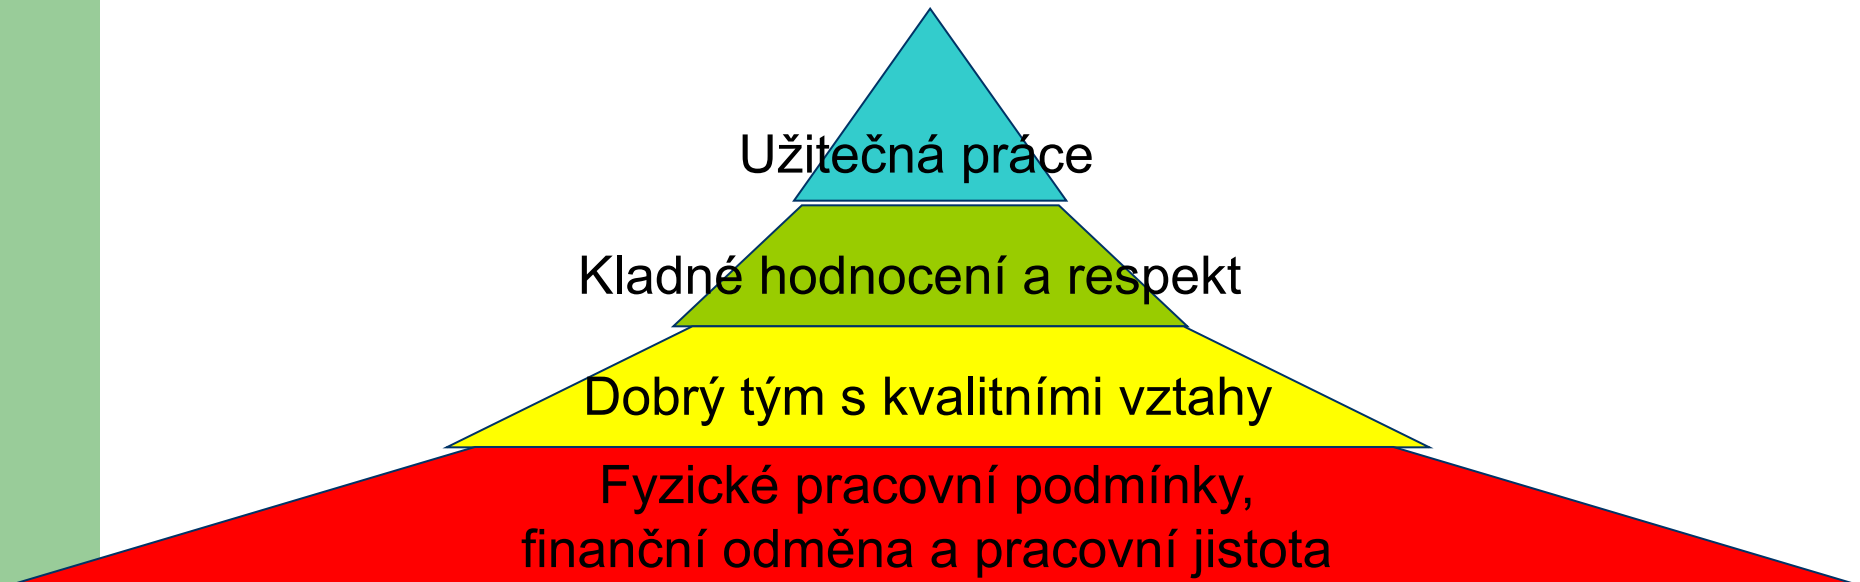 Užitečná práce
Kladné hodnocení a respekt
Dobrý tým s kvalitními vztahy
Fyzické pracovní podmínky,
finanční odměna a pracovní jistota